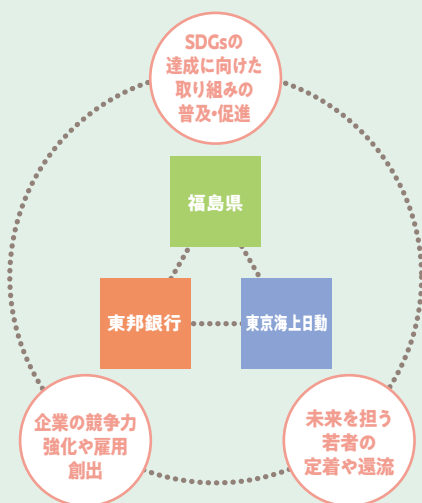 SDGsの
達成に向けた
取り組みの
普及・促進
福島県
東邦銀行
東京海上日動
企業の競争力
強化や雇用
創出
未来を担う
若者の
定着や還流